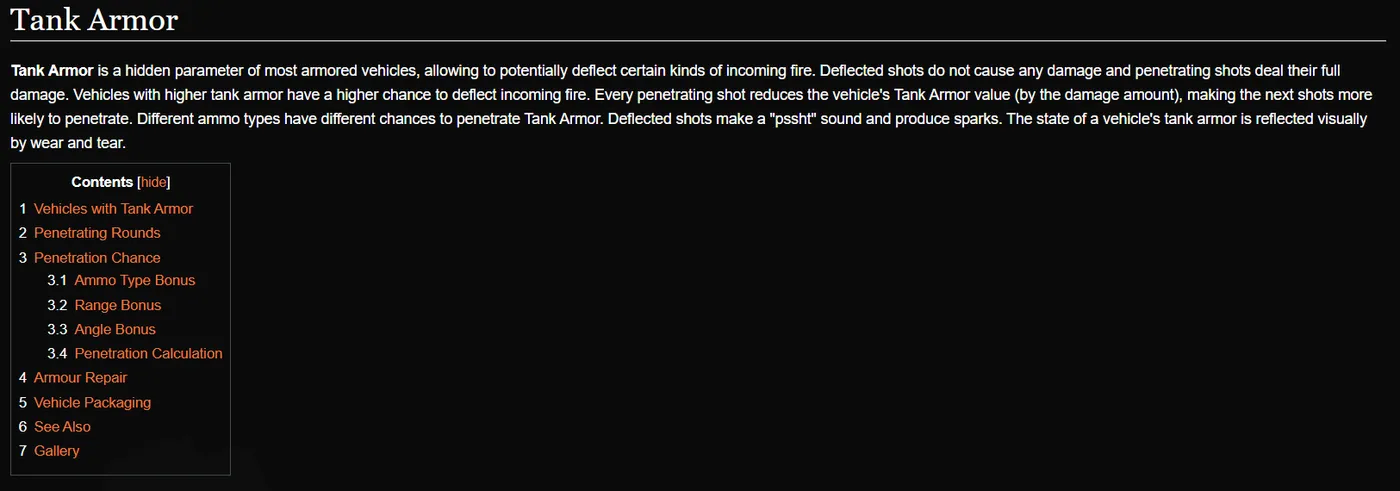 Tank Armor
Tank Armor is a hidden parameter of most armored vehicles, allowing to potentially deflect certain kinds of incoming fire. Deflected shots do not cause any damage and penetrating shots deal their full
damage. Vehicles with higher tank armor have a higher chance to deflect incoming fire. Every penetrating shot reduces the vehicle's Tank Armor value (by the damage amount), making the next shots more
likely to penetrate. Different ammo types have different chances to penetrate Tank Armor. Deflected shots make a "pssht" sound and produce sparks. The state of a vehicle's tank armor is reflected visually
by wear and tear.
Contents [hide]
1 Vehicles with Tank Armor
2 Penetrating Rounds
3 Penetration Chance
3.1 Ammo Type Bonus
3.2 Range Bonus
3.3 Angle Bonus
3.4 Penetration Calculation
4 Armour Repair
5 Vehicle Packaging
6 See Also
7 Gallery